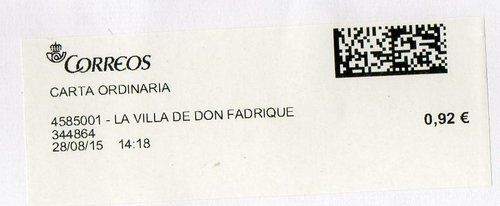 CORREOS
CARTA ORDINARIA
4585001 - LA VILLA DE DON FADRIQUE
344864
28/08/15 14:18
0,92 €